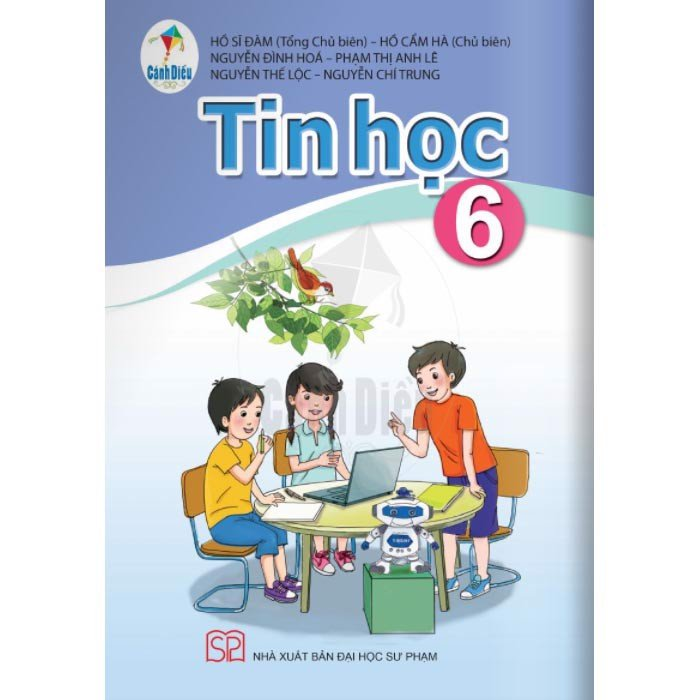 HỒ SĨ ĐÀM (Tổng Chủ biên) – HỒ CẨM HÀ (Chủ biên)
NGUYỄN ĐÌNH HOÁ – PHẠM THỊ ANH LÊ
NGUYỄN THẾ LỘC – NGUYỄN CHÍ TRUNG
Cánh Diều
Tin học
6
Cánh Diều
SP
NHÀ XUẤT BẢN ĐẠI HỌC SƯ PHẠM